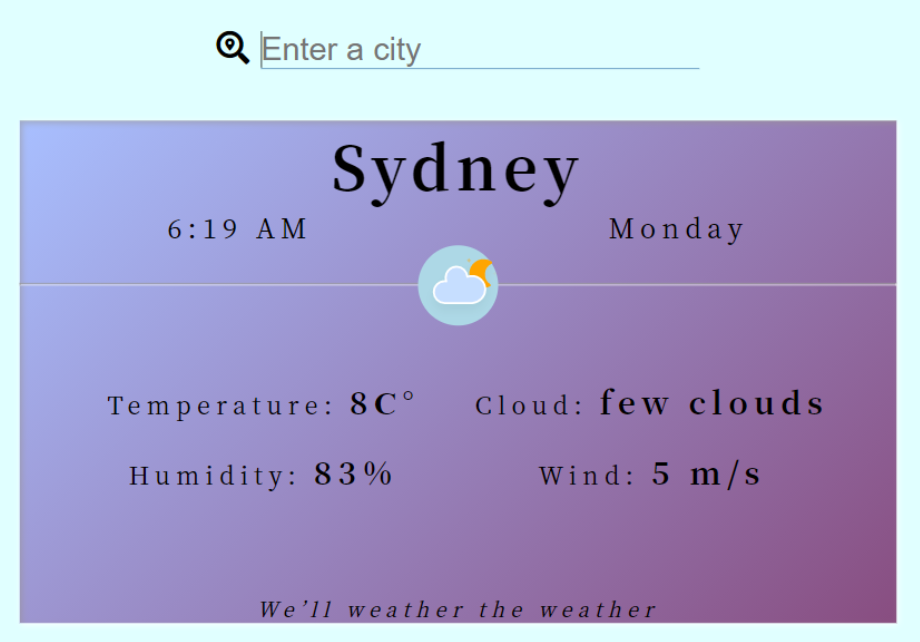 Enter a city
Sydney
6:19 AM Monday
Temperature: 8C° Cloud: few clouds
Humidity: 83% Wind: 5 m/s
We’ll weather the weather